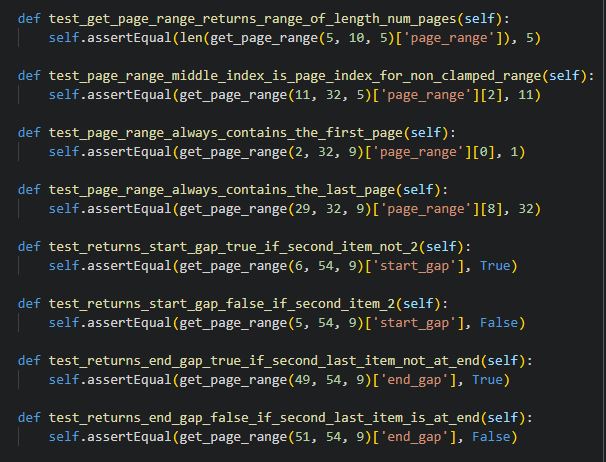 def test_get_page_range_returns_range_of_length_num_pages(self):
    self.assertEqual(len(get_page_range(5, 10, 5)['page_range']), 5)

def test_page_range_middle_index_is_page_index_for_non_clamped_range(self):
    self.assertEqual(get_page_range(11, 32, 5)['page_range'][2], 11)

def test_page_range_always_contains_the_first_page(self):
    self.assertEqual(get_page_range(2, 32, 9)['page_range'][0], 1)

def test_page_range_always_contains_the_last_page(self):
    self.assertEqual(get_page_range(29, 32, 9)['page_range'][8], 32)

def test_returns_start_gap_true_if_second_item_not_2(self):
    self.assertEqual(get_page_range(6, 54, 9)['start_gap'], True)

def test_returns_start_gap_false_if_second_item_2(self):
    self.assertEqual(get_page_range(5, 54, 9)['start_gap'], False)

def test_returns_end_gap_true_if_second_last_item_not_at_end(self):
    self.assertEqual(get_page_range(49, 54, 9)['end_gap'], True)

def test_returns_end_gap_false_if_second_last_item_is_at_end(self):
    self.assertEqual(get_page_range(51, 54, 9)['end_gap'], False)